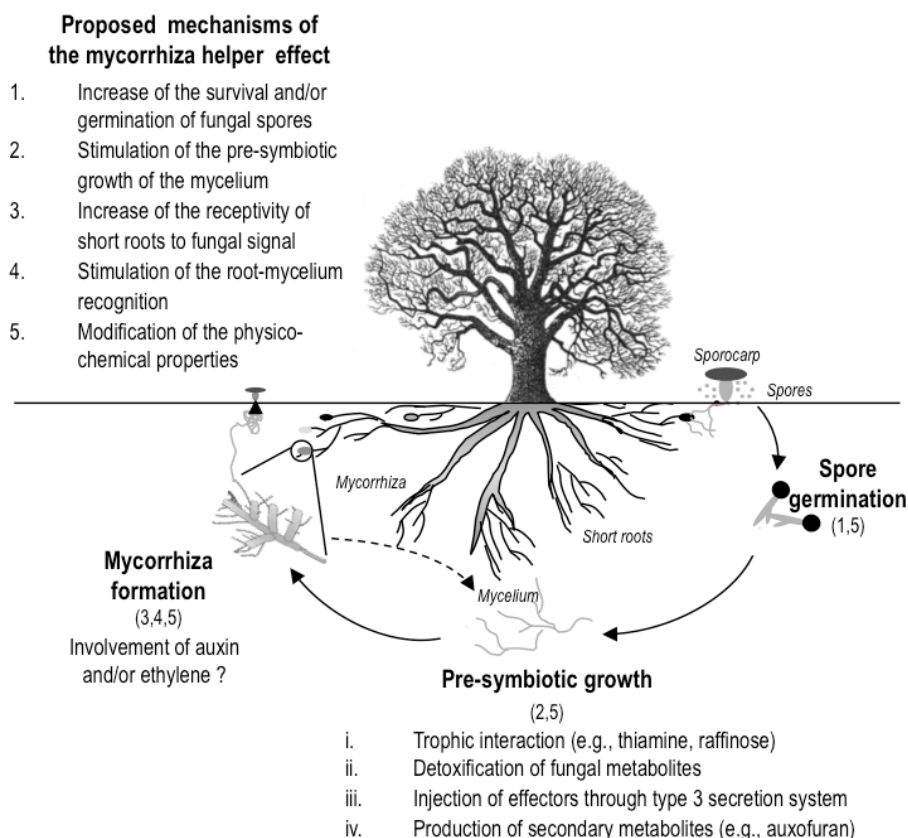 Proposed mechanisms of
the mycorrhiza helper effect
1. Increase of the survival and/or
germination of fungal spores
2. Stimulation of the pre-symbiotic
growth of the mycelium
3. Increase of the receptivity of
short roots to fungal signal
4. Stimulation of the root-mycelium
recognition
5. Modification of the physico-
chemical properties
Sporocarp
Spores
Spore
germination
(1,5)
Mycorrhiza
Short roots
Mycorrhiza
formation
(3,4,5)
Involvement of auxin
and/or ethylene ?
Mycelium
Pre-symbiotic growth
(2,5)
i. Trophic interaction (e.g., thiamine, raffinose)
ii. Detoxification of fungal metabolites
iii. Injection of effectors through type 3 secretion system
iv. Production of secondary metabolites (e.g., auxofuran)